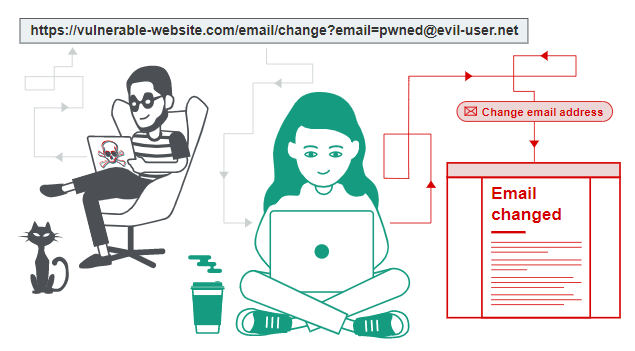 https://vulnerable-website.com/email/change?email=pwned@evil-user.net
Change email address
Email
changed